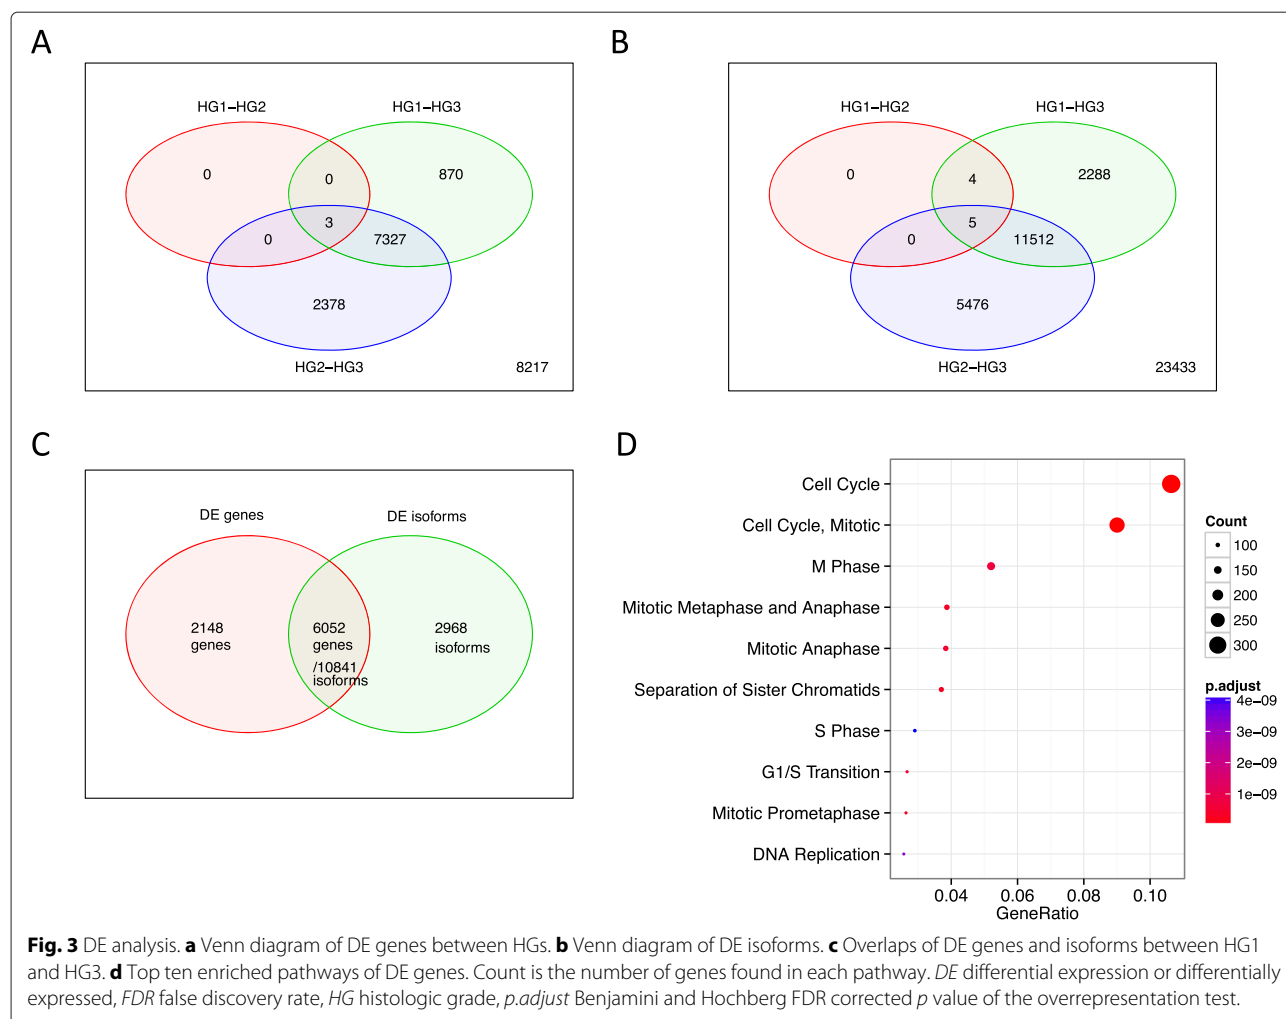 A
HG1−HG2
HG1−HG3
0
0
870
3
0
7327
2378
HG2−HG3
8217
B
HG1−HG2
HG1−HG3
0
4
2288
5
0
11512
5476
HG2−HG3
23433
C
DE genes
DE isoforms
2148
genes
6052
genes
/10841
isoforms
2968
isoforms
D
Cell Cycle
Cell Cycle, Mitotic
M Phase
Mitotic Metaphase and Anaphase
Mitotic Anaphase
Separation of Sister Chromatids
S Phase
G1/S Transition
Mitotic Prometaphase
DNA Replication
0.04 0.06 0.08 0.10
GeneRatio
Count
100
150
200
250
300
p.adjust
4e−09
3e−09
2e−09
1e−09
Fig. 3 DE analysis. a Venn diagram of DE genes between HGs. b Venn diagram of DE isoforms. c Overlaps of DE genes and isoforms between HG1
and HG3. d Top ten enriched pathways of DE genes. Count is the number of genes found in each pathway. DE differential expression or differentially
expressed, FDR false discovery rate, HG histologic grade, p.adjust Benjamini and Hochberg FDR corrected p value of the overrepresentation test.